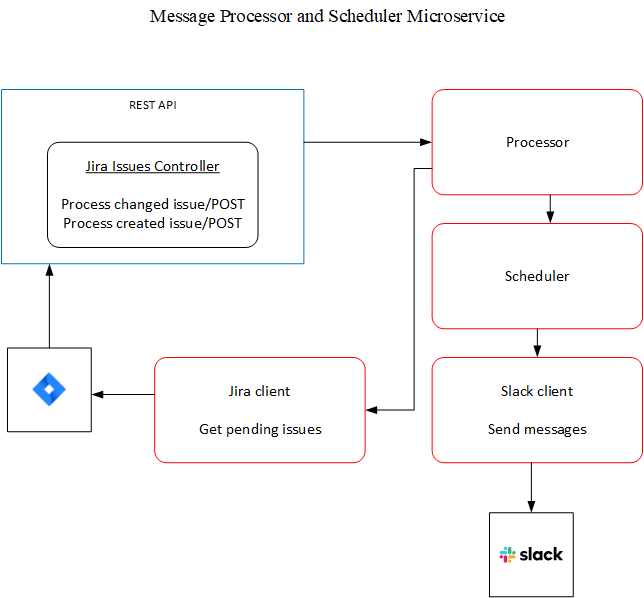 Message Processor and Scheduler Microservice
REST API
Jira Issues Controller
Process changed issue/POST
Process created issue/POST
Processor
Scheduler
Jira client
Get pending issues
Slack client
Send messages
slack